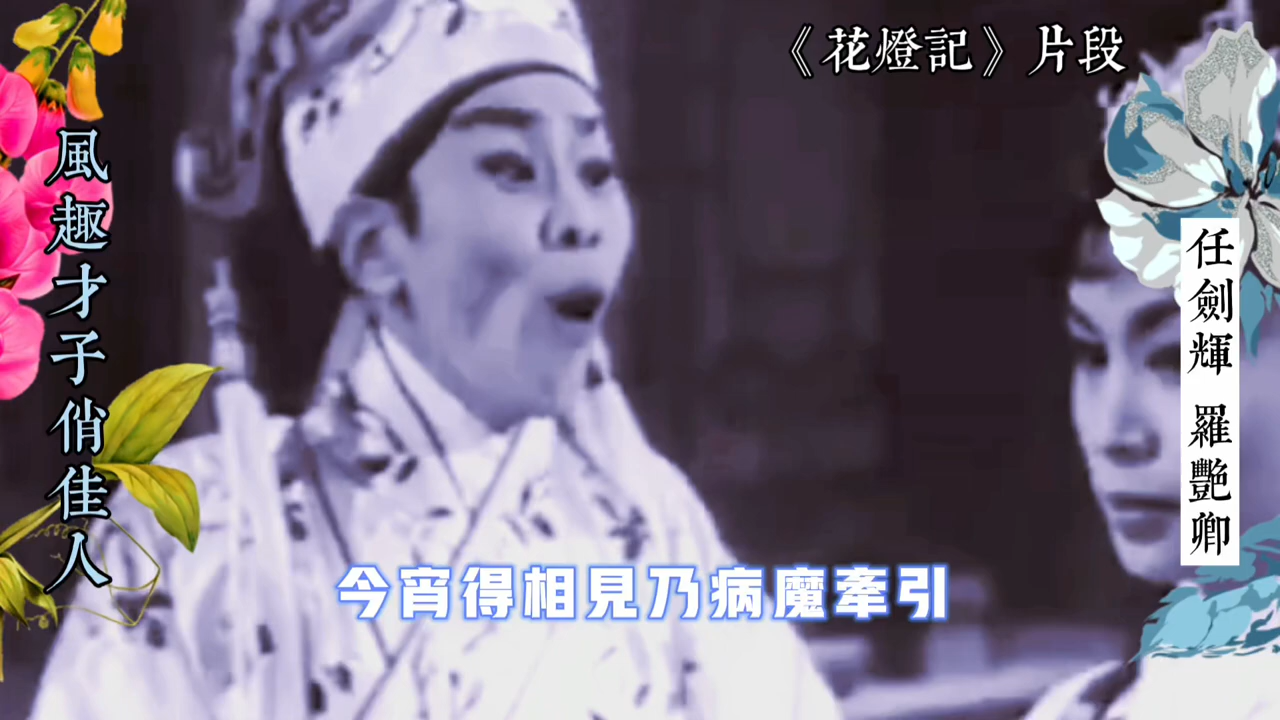 《花燈記》片段
風趣才子俏佳人
任劍輝 羅艷卿
今宵得相見乃病魔牽引